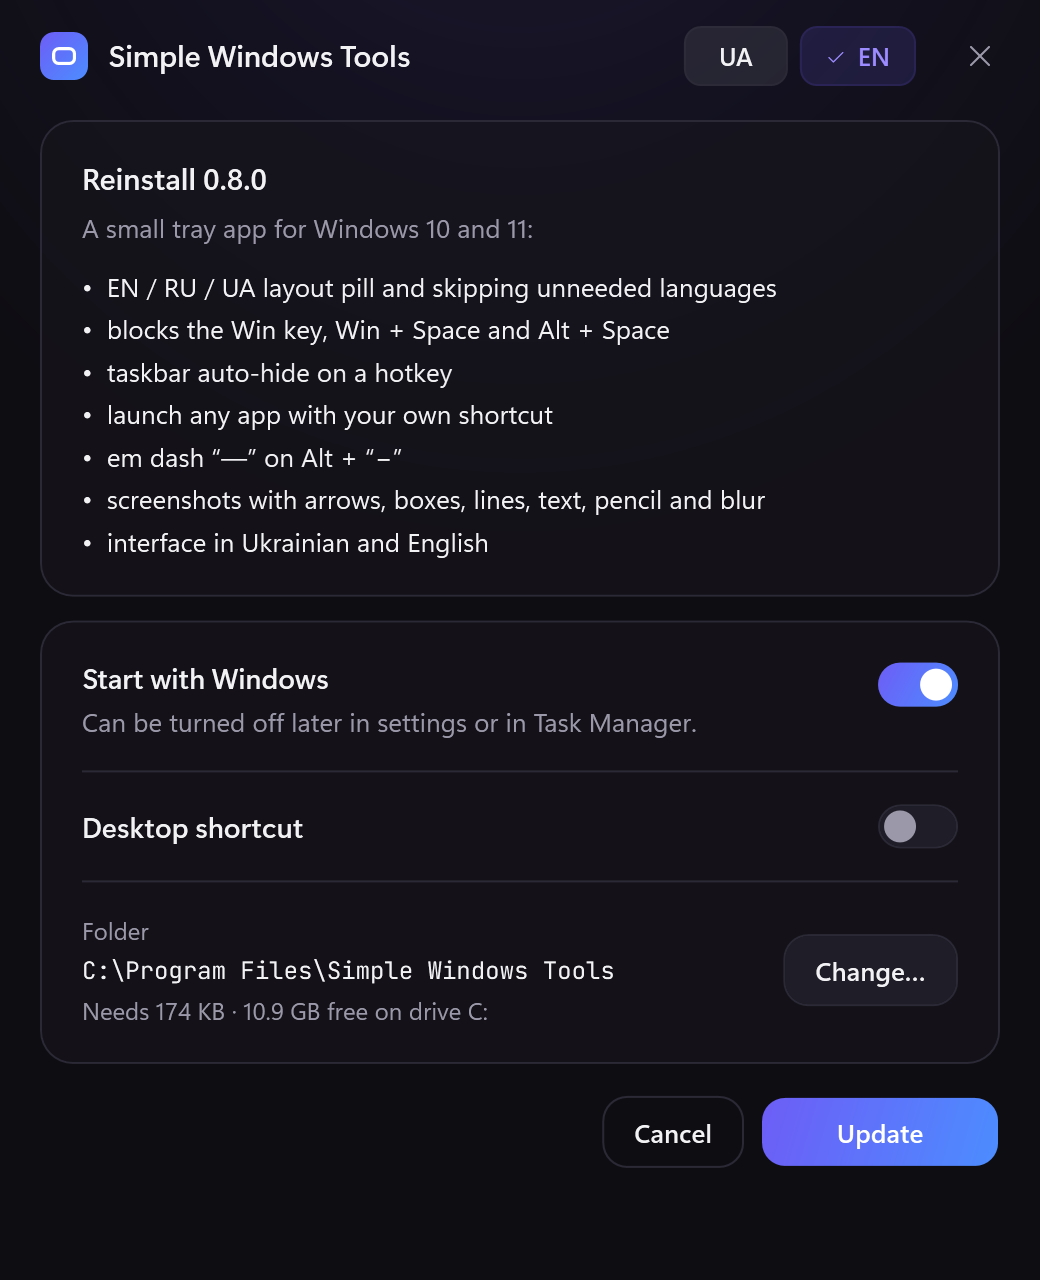 Simple Windows Tools
UA
✓ EN
Reinstall 0.8.0
A small tray app for Windows 10 and 11:
• EN / RU / UA layout pill and skipping unneeded languages
• blocks the Win key, Win + Space and Alt + Space
• taskbar auto-hide on a hotkey
• launch any app with your own shortcut
• em dash “—” on Alt + “−”
• screenshots with arrows, boxes, lines, text, pencil and blur
• interface in Ukrainian and English
Start with Windows
Can be turned off later in settings or in Task Manager.
Desktop shortcut
Folder
C:\Program Files\Simple Windows Tools
Needs 174 KB · 10.9 GB free on drive C:
Change...
Cancel
Update